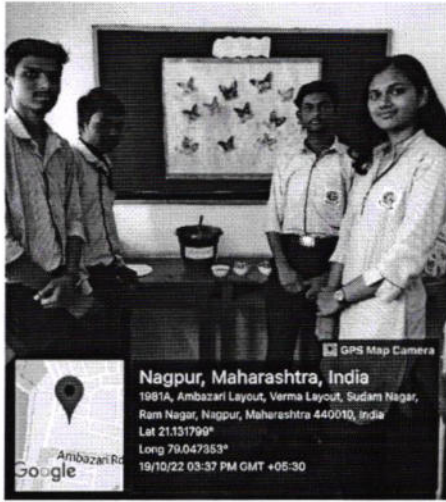 GPS Map Camera
Nagpur, Maharashtra, India
1981A, Ambazari Layout, Verma Layout, Sudam Nagar,
Ram Nagar, Nagpur, Maharashtra 440010, India
Lat 21.131799°
Long 79.047353°
19/10/22 03:37 PM GMT +05:30
Ambazari Rd
Google